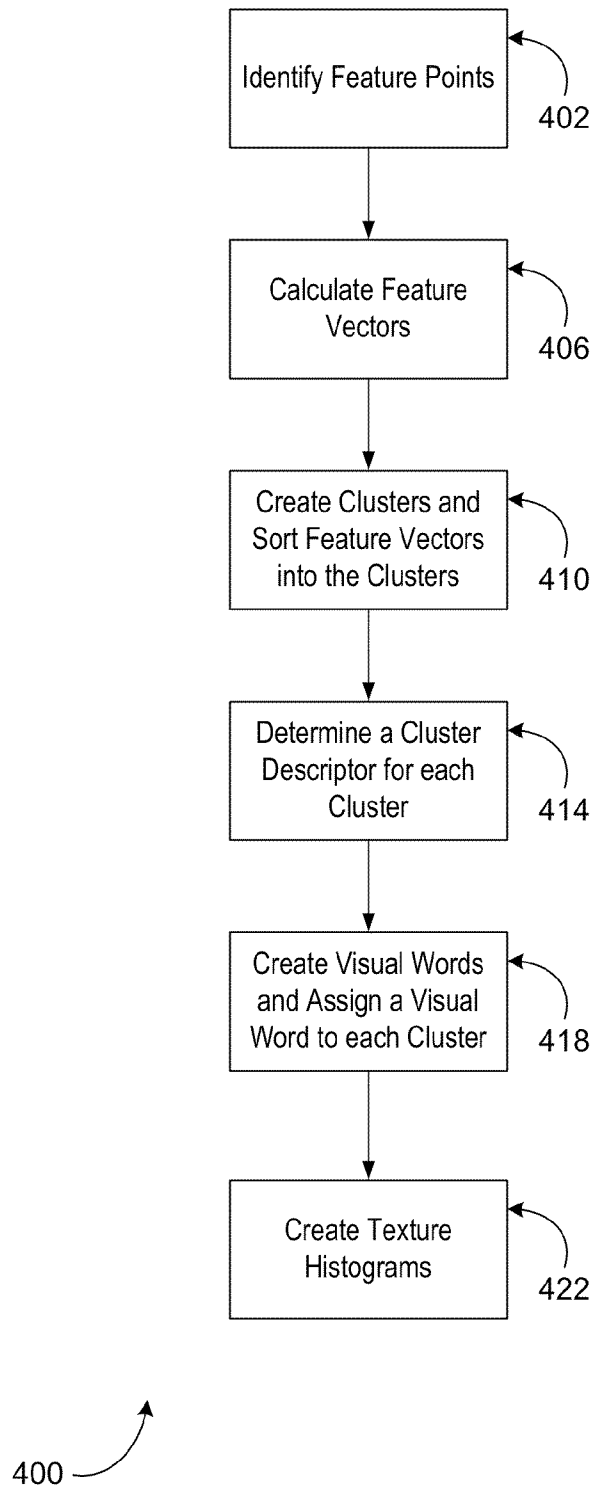 Identify Feature Points
402
Calculate Feature
Vectors
406
Create Clusters and
Sort Feature Vectors
into the Clusters
410
Determine a Cluster
Descriptor for each
Cluster
414
Create Visual Words
and Assign a Visual
Word to each Cluster
418
Create Texture
Histograms
422
400